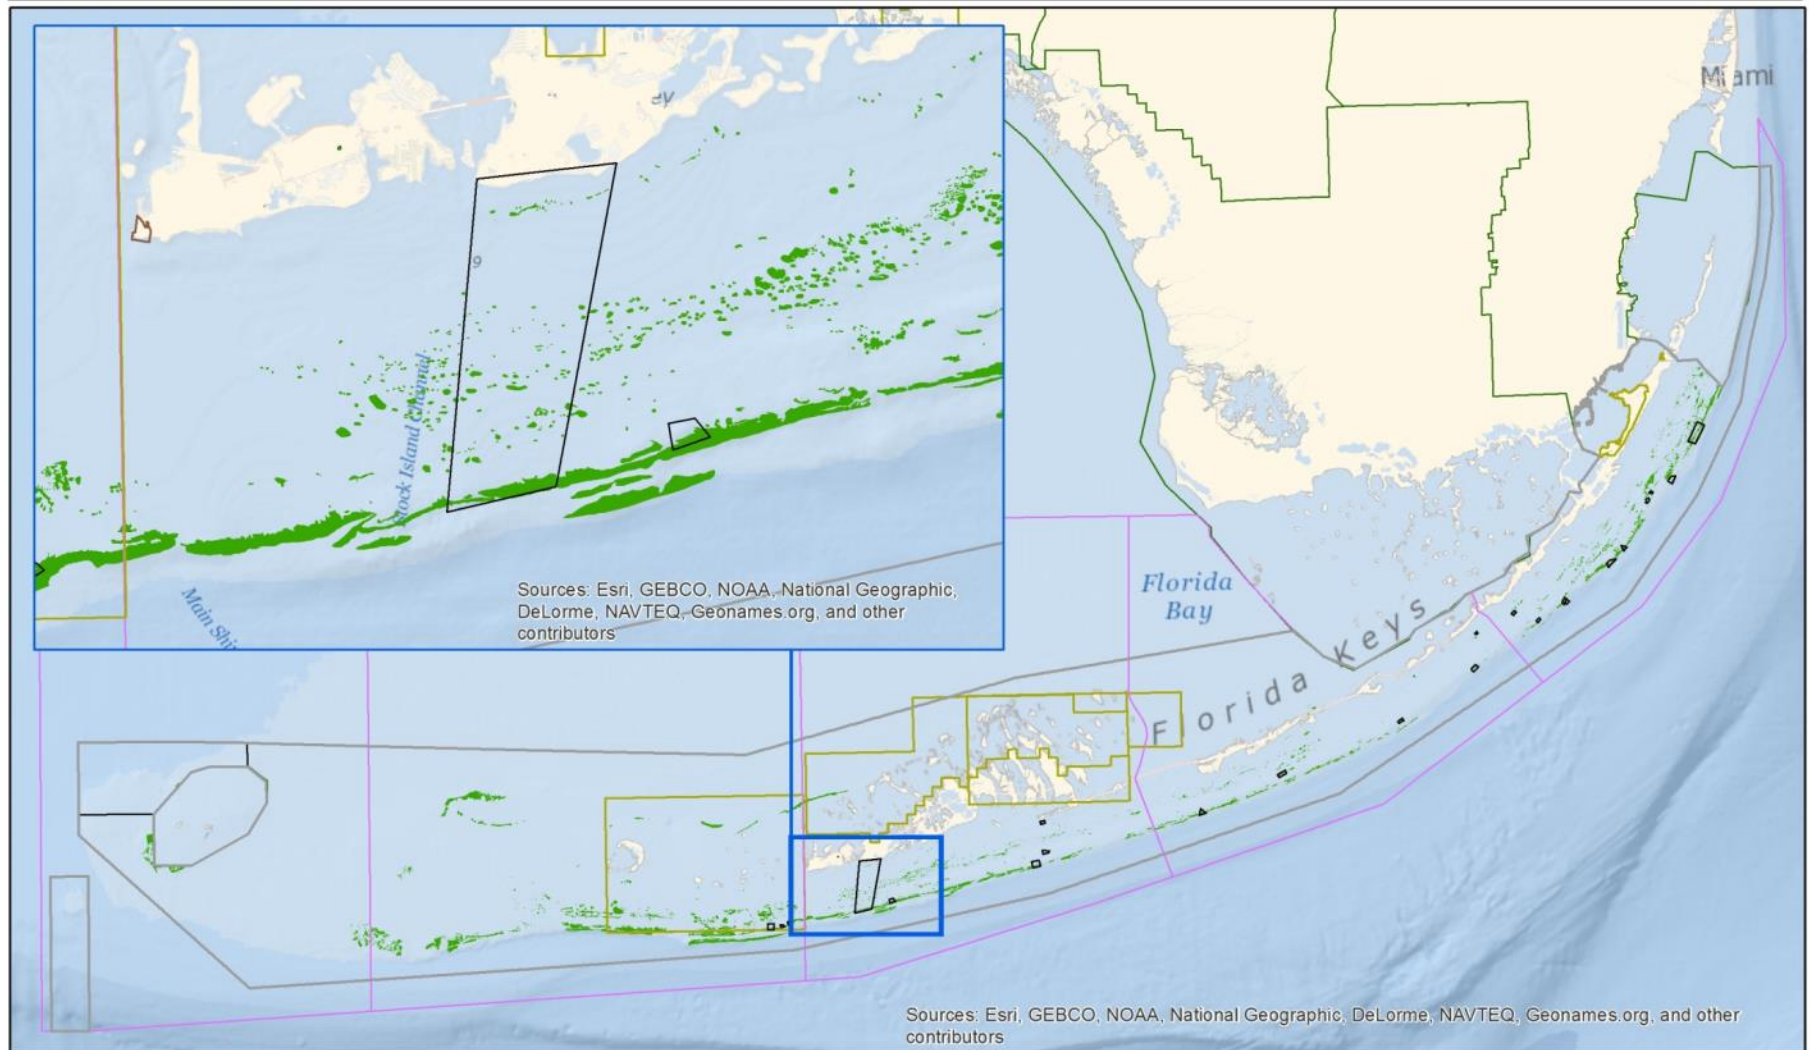 Miami
ey
9
Stock Island Channel
Main Shi
Sources: Esri, GEBCO, NOAA, National Geographic,
DeLorme, NAVTEQ, Geonames.org, and other
contributors
Florida
Bay
Florida Keys
Sources: Esri, GEBCO, NOAA, National Geographic, DeLorme, NAVTEQ, Geonames.org, and other
contributors